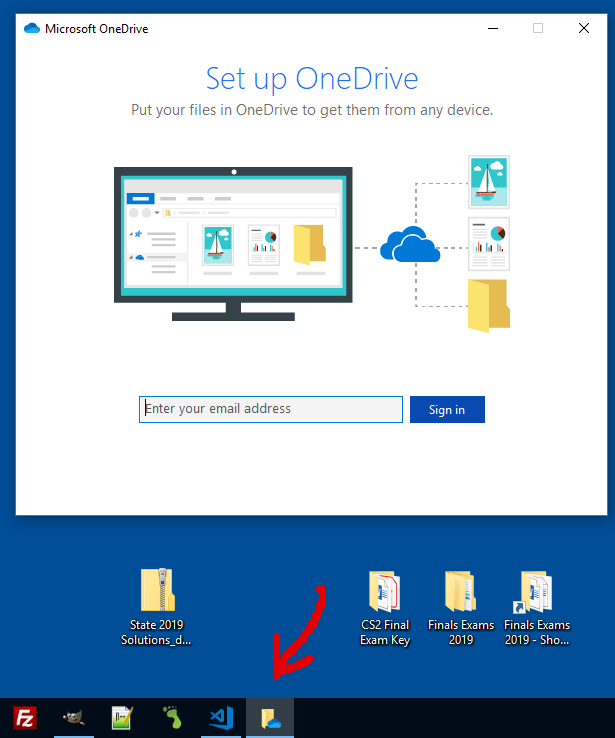 Microsoft OneDrive
Set up OneDrive
Put your files in OneDrive to get them from any device.
Enter your email address
Sign in
State 2019
Solutions_d...
CS2 Final
Exam Key
Finals Exams
2019
Finals Exams
2019 - Sho...
Fz